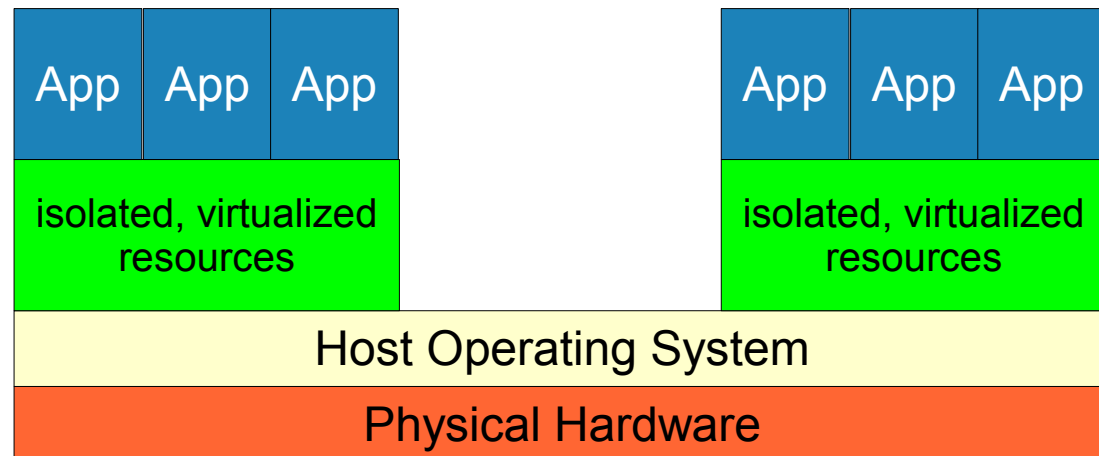 App App App App App App
isolated, virtualized
resources
isolated, virtualized
resources
Host Operating System
Physical Hardware